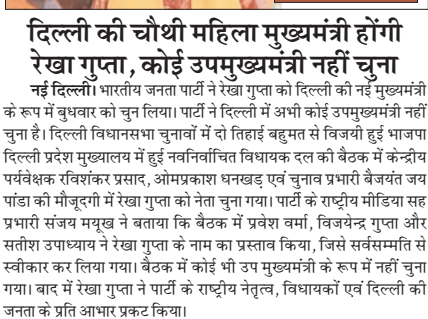 दिल्ली की चौथी महिला मुख्यमंत्री होंगी
रेखा गुप्ता, कोई उपमुख्यमंत्री नहीं चुना
नई दिल्ली। भारतीय जनता पार्टी ने रेखा गुप्ता को दिल्ली की नई मुख्यमंत्री
के रूप में बुधवार को चुन लिया। पार्टी ने दिल्ली में अभी कोई उपमुख्यमंत्री नहीं
चुना है। दिल्ली विधानसभा चुनावों में दो तिहाई बहुमत से विजयी हुई भाजपा
दिल्ली प्रदेश मुख्यालय में हुई नवनिर्वाचित विधायक दल की बैठक में केन्द्रीय
पर्यवेक्षक रविशंकर प्रसाद, ओमप्रकाश धनखड़ एवं चुनाव प्रभारी बैजयंत जय
पांडा की मौजूदगी में रेखा गुप्ता को नेता चुना गया। पार्टी के राष्ट्रीय मीडिया सह
प्रभारी संजय मयूख ने बताया कि बैठक में प्रवेश वर्मा, विजयेन्द्र गुप्ता और
सतीश उपाध्याय ने रेखा गुप्ता के नाम का प्रस्ताव किया, जिसे सर्वसम्मति से
स्वीकार कर लिया गया। बैठक में कोई भी उप मुख्यमंत्री के रूप में नहीं चुना
गया। बाद में रेखा गुप्ता ने पार्टी के राष्ट्रीय नेतृत्व, विधायकों एवं दिल्ली की
जनता के प्रति आभार प्रकट किया।